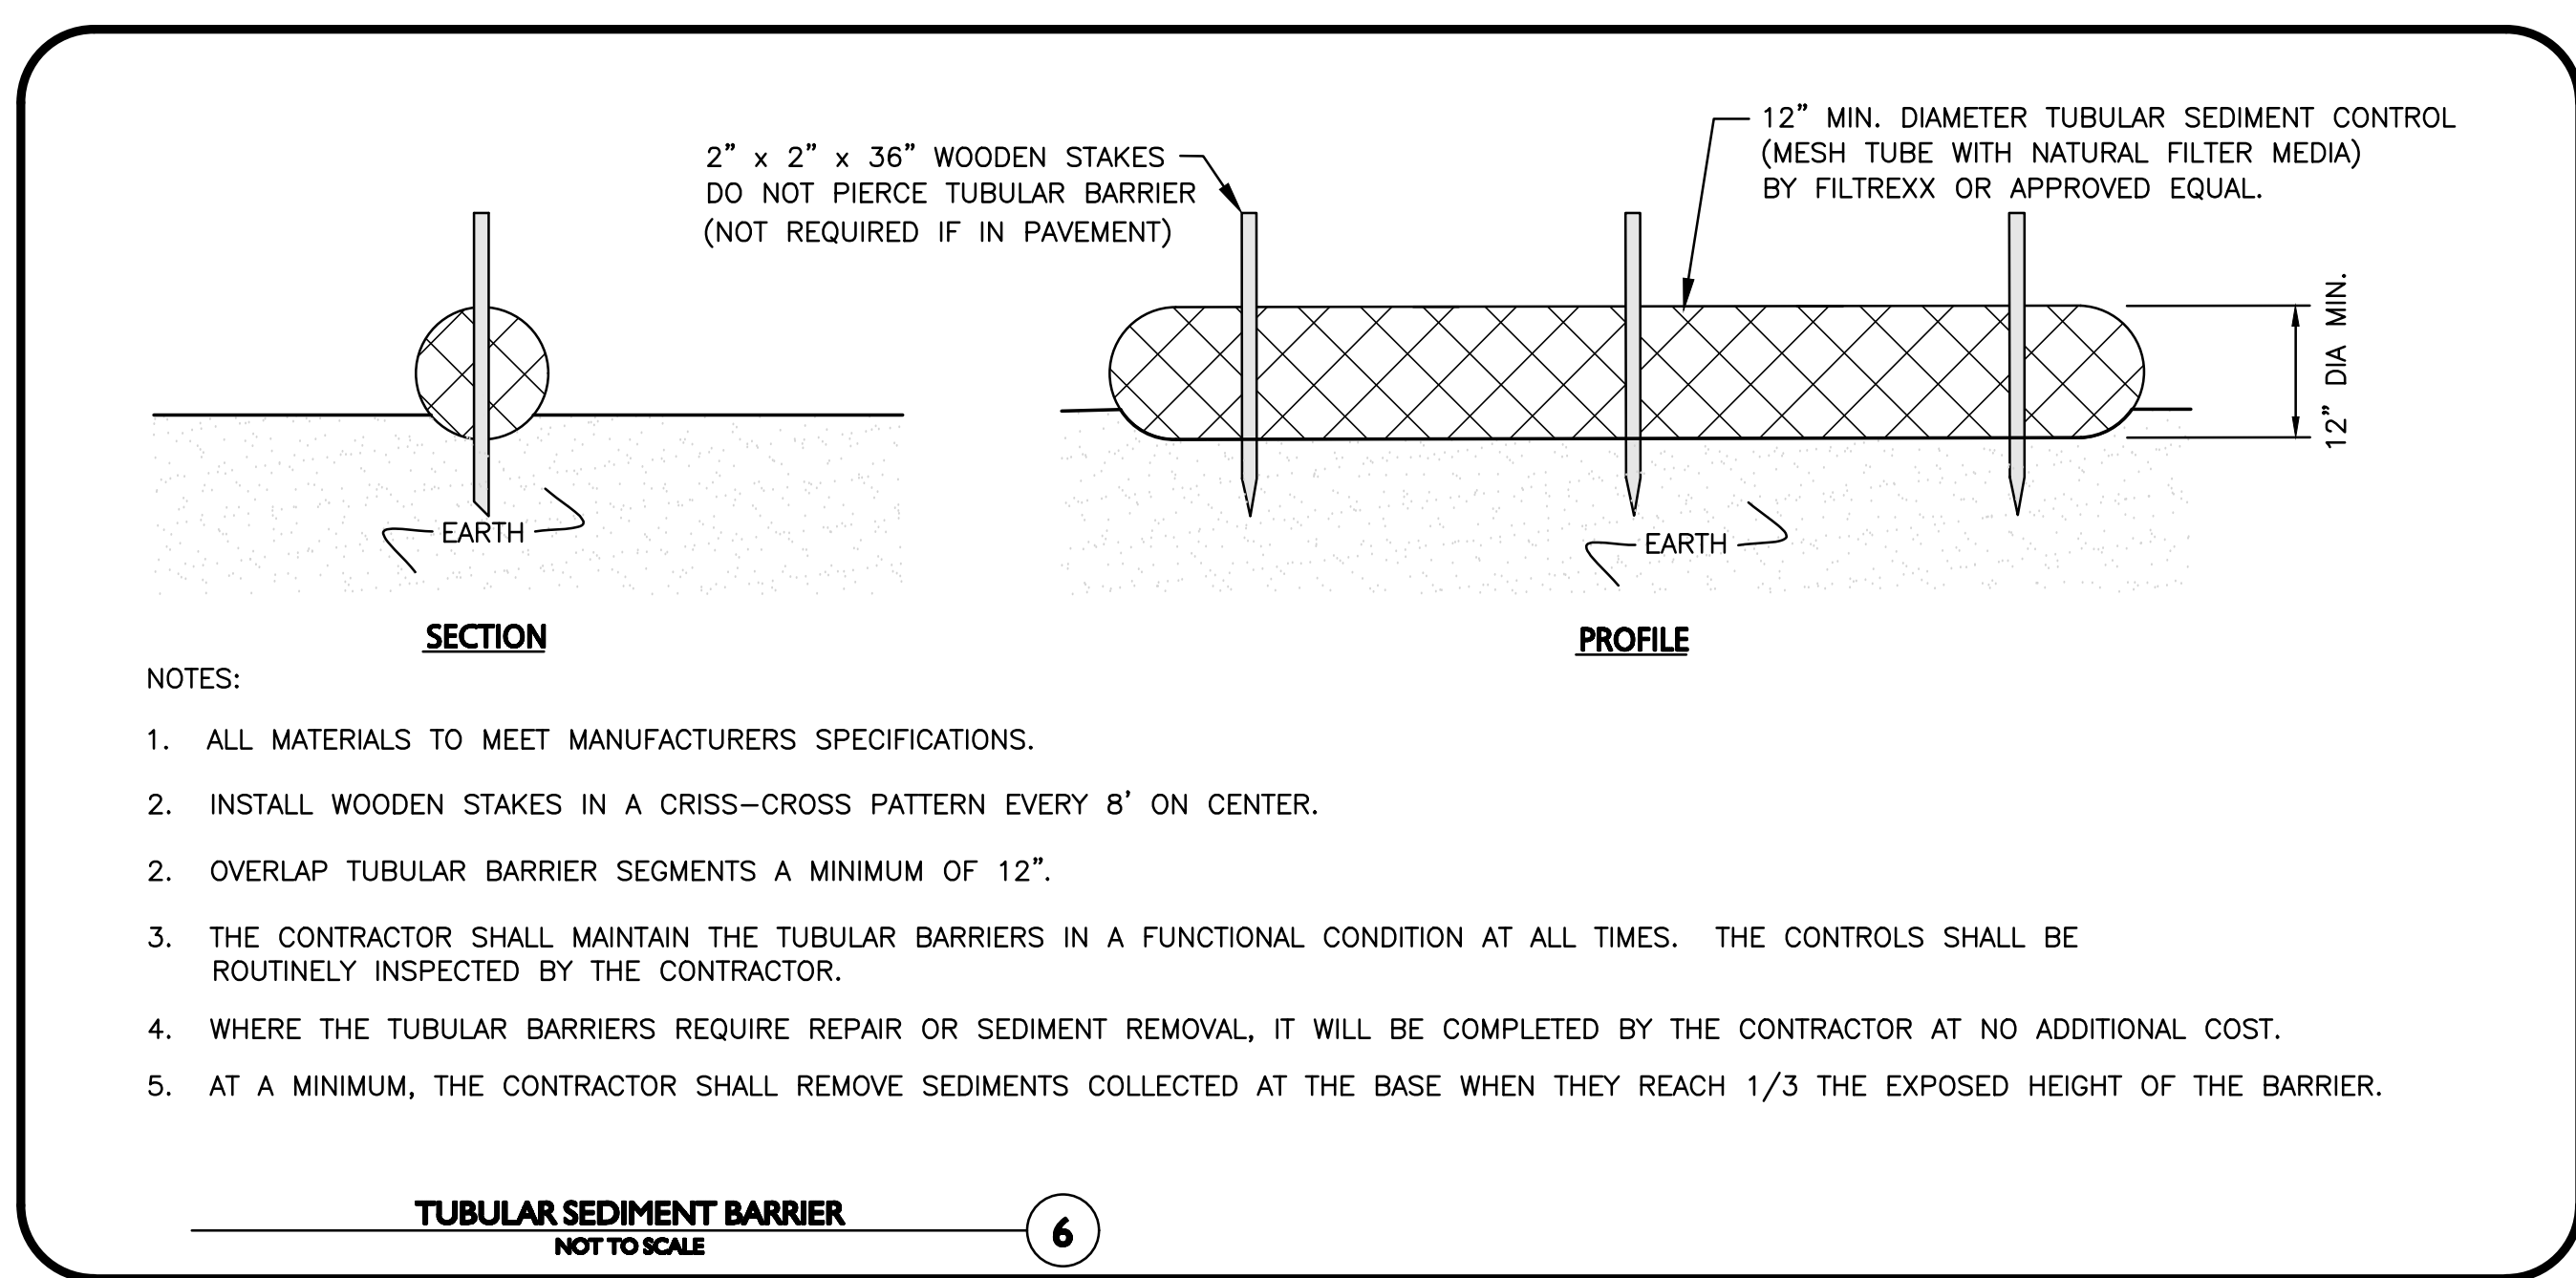 2” x 2” x 36” WOODEN STAKES
DO NOT PIERCE TUBULAR BARRIER
(NOT REQUIRED IF IN PAVEMENT)
12” MIN. DIAMETER TUBULAR SEDIMENT CONTROL
(MESH TUBE WITH NATURAL FILTER MEDIA)
BY FILTREXX OR APPROVED EQUAL.
12” DIA MIN.
EARTH
EARTH
SECTION
PROFILE
NOTES:
1. ALL MATERIALS TO MEET MANUFACTURERS SPECIFICATIONS.
2. INSTALL WOODEN STAKES IN A CRISS-CROSS PATTERN EVERY 8’ ON CENTER.
2. OVERLAP TUBULAR BARRIER SEGMENTS A MINIMUM OF 12”.
3. THE CONTRACTOR SHALL MAINTAIN THE TUBULAR BARRIERS IN A FUNCTIONAL CONDITION AT ALL TIMES. THE CONTROLS SHALL BE
ROUTINELY INSPECTED BY THE CONTRACTOR.
4. WHERE THE TUBULAR BARRIERS REQUIRE REPAIR OR SEDIMENT REMOVAL, IT WILL BE COMPLETED BY THE CONTRACTOR AT NO ADDITIONAL COST.
5. AT A MINIMUM, THE CONTRACTOR SHALL REMOVE SEDIMENTS COLLECTED AT THE BASE WHEN THEY REACH 1/3 THE EXPOSED HEIGHT OF THE BARRIER.
TUBULAR SEDIMENT BARRIER
NOT TO SCALE
6